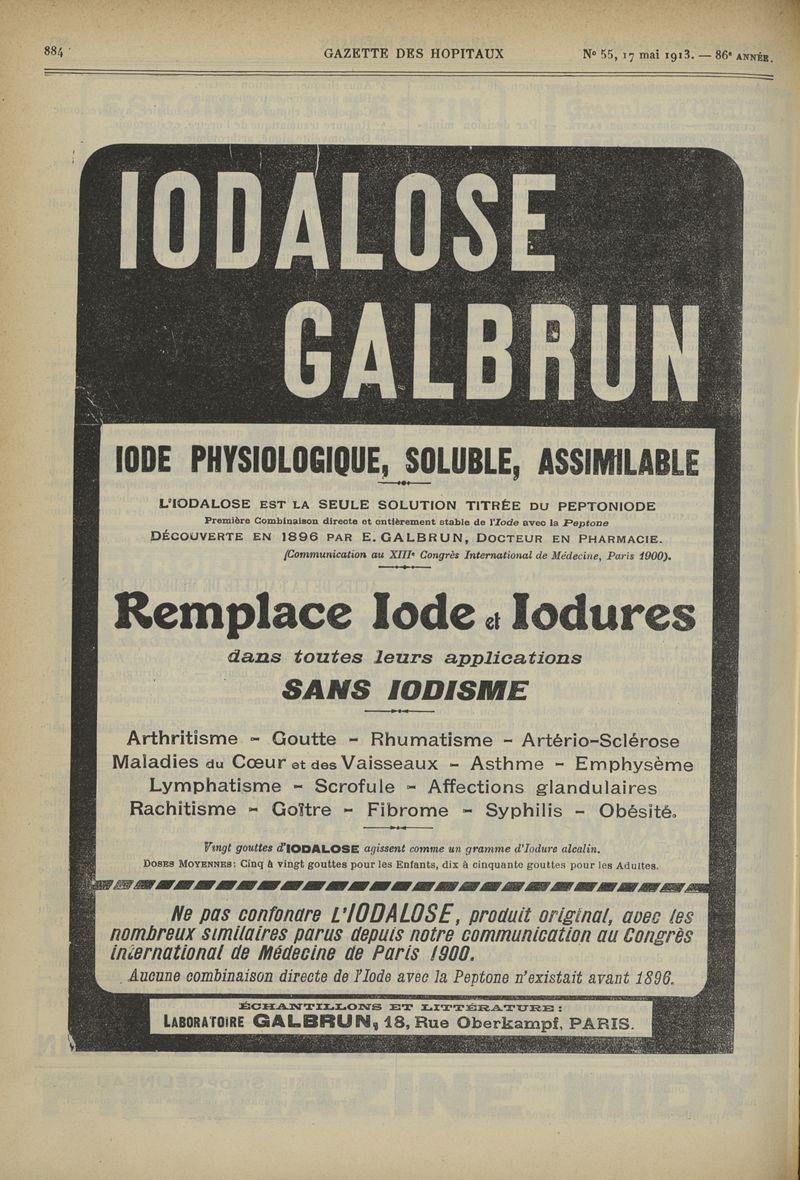 884
GAZETTE DES HOPITAUX
N° 55, 17 mai 1913. — 86e ANNÉE.
IODALOSE
GALBRUN
IODE PHYSIOLOGIQUE, SOLUBLE, ASSIMILABLE
L'IODALOSE EST LA SEULE SOLUTION TITRÉE DU PEPTONIODE
Première Combinaison directe et entièrement stable de l'Iode avec la Peptone
DÉCOUVERTE EN 1896 PAR E. GALBRUN, DOCTEUR EN PHARMACIE.
(Communication au XIIIe Congrès International de Médecine, Paris 1900).
Remplace Iode et Iodures
dans toutes leurs applications
SANS IODISME
Arthritisme - Goutte - Rhumatisme - Artério-Sclérose
Maladies du Cœur et des Vaisseaux - Asthme - Emphysème
Lymphatisme - Scrofule - Affections glandulaires
Rachitisme - Goître - Fibrome - Syphilis - Obésité.
Vingt gouttes d'IODALOSE agissent comme un gramme d'Iodure alcalin.
DOSES MOYENNES: Cinq à vingt gouttes pour les Enfants, dix à cinquante gouttes pour les Adultes.
Ne pas confondre L'IODALOSE, produit original, avec les
nombreux similaires parus depuis notre communication au Congrès
international de Médecine de Paris 1900.
Aucune combinaison directe de l'Iode avec la Peptone n'existait avant 1896.
ÉCHANTILLONS ET LITTÉRATURE:
LABORATOIRE GALBRUN, 18, Rue Oberkampf, PARIS.